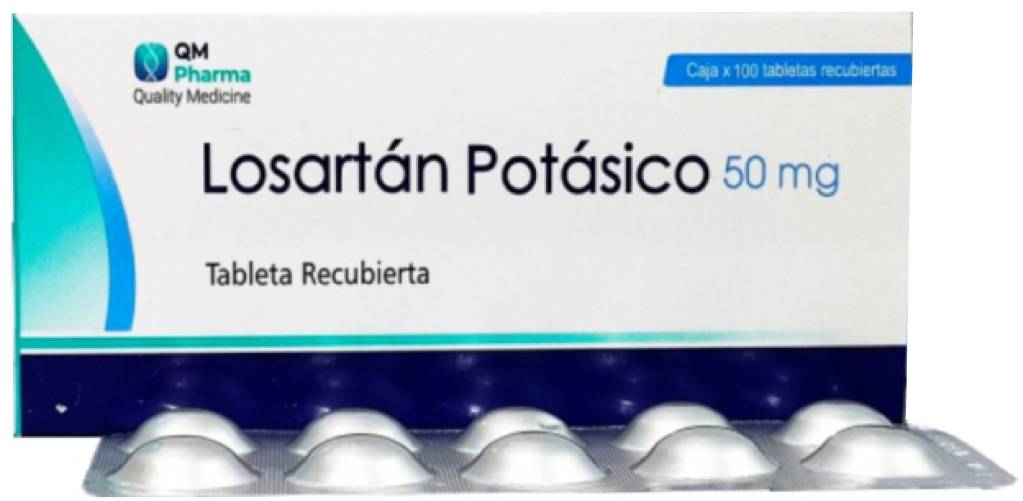 QM
Pharma
Quality Medicine
Caja x 100 tabletas recubiertas
Losartán Potásico 50 mg
Tableta Recubierta